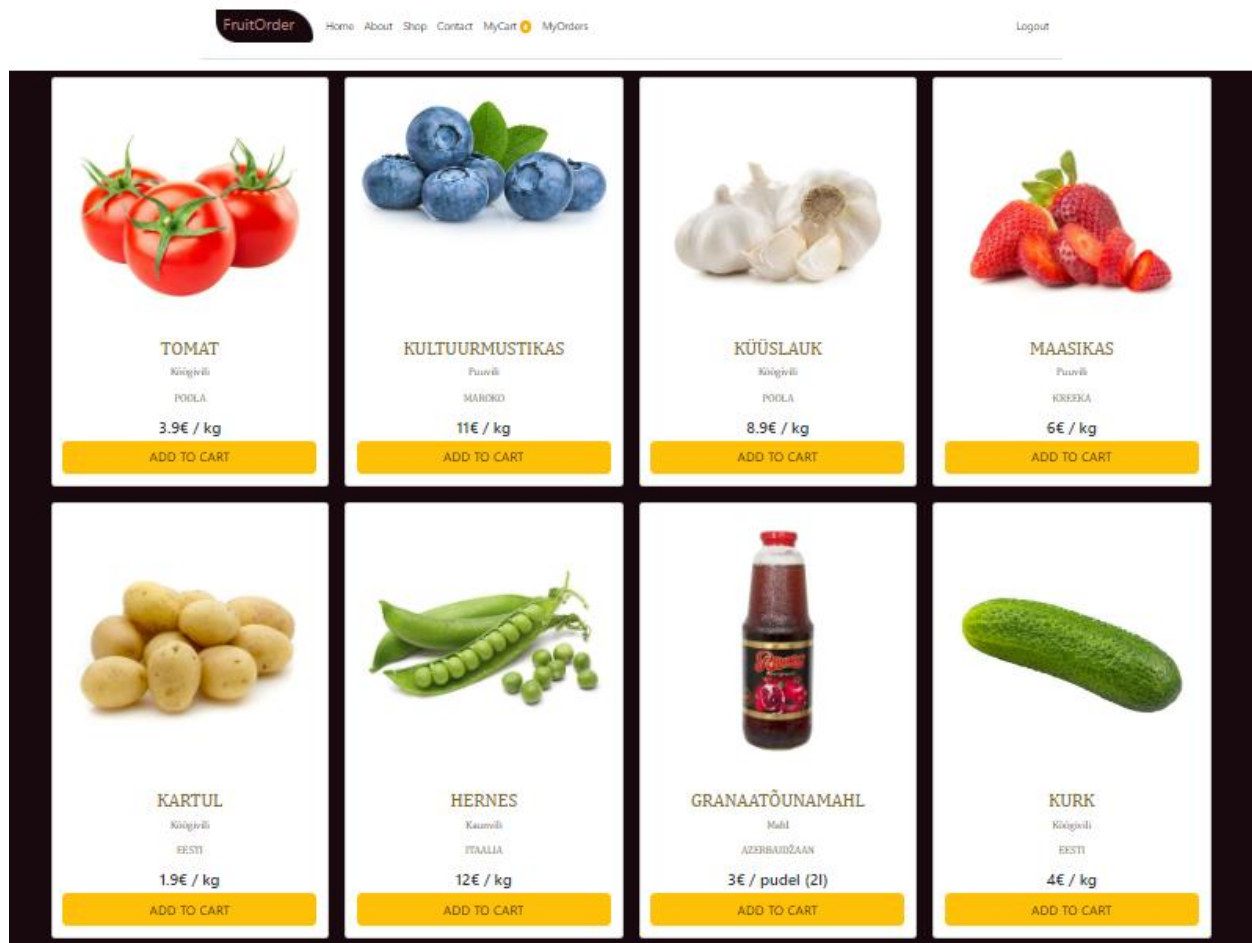 FruitOrder Home About Shop Contact MyCart MyOrders Logout
TOMAT
Köögivili
POOLA
3.9€ / kg
ADD TO CART
KULTUURMUSTIKAS
Puuvili
MAROKO
11€ / kg
ADD TO CART
KÜÜSLAUK
Köögivili
POOLA
8.9€ / kg
ADD TO CART
MAASIKAS
Puuvili
KREEKA
6€ / kg
ADD TO CART
KARTUL
Köögivili
EESTI
1.9€ / kg
ADD TO CART
HERNES
Kaunvili
ITAALIA
12€ / kg
ADD TO CART
GRANAATÕUNAMAHL
Mahl
AZERBAIDŽAAN
3€ / pudel (2l)
ADD TO CART
KURK
Köögivili
EESTI
4€ / kg
ADD TO CART